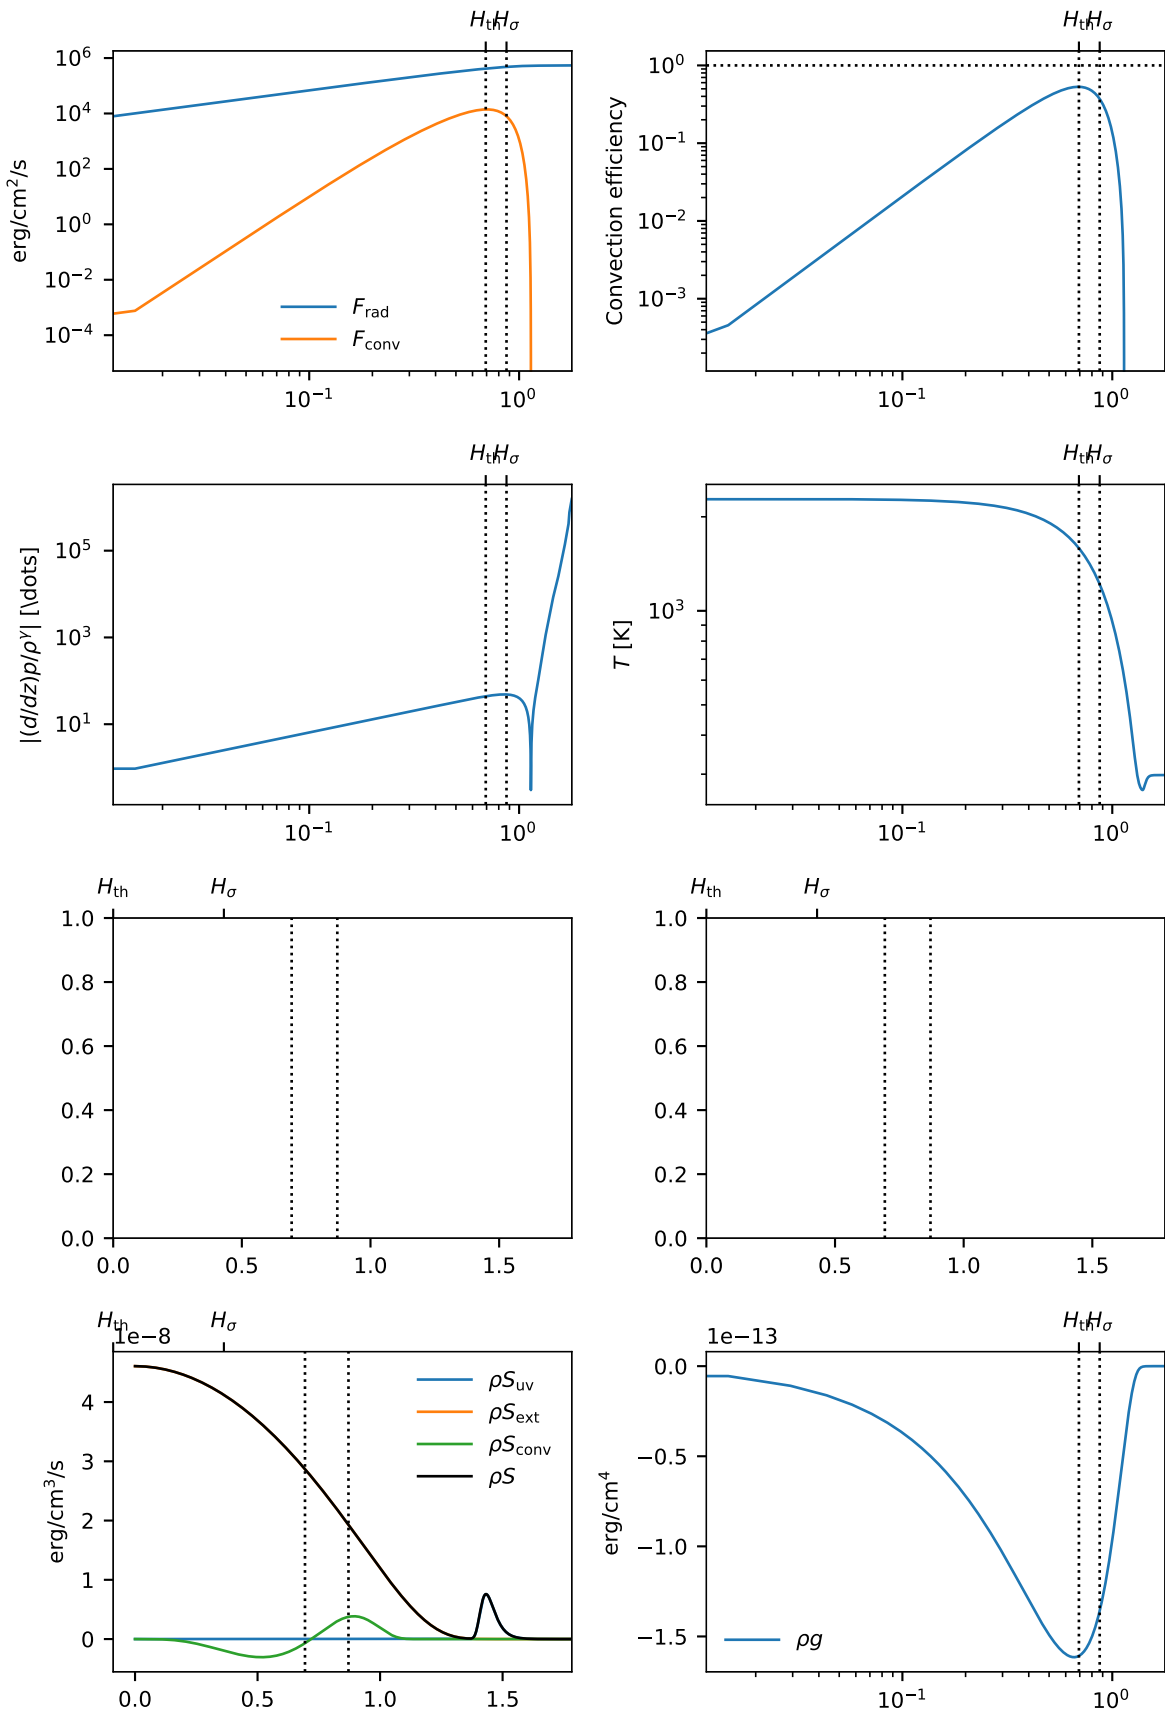 H_th H_σ H_th H_σ
10^6
10^4
10^2
10^0
10^−2
10^−4
erg/cm^2/s
F_rad
F_conv
10^−1 10^0
10^0
10^−1
10^−2
10^−3
Convection efficiency
10^−1 10^0
H_th H_σ H_th H_σ
10^5
10^3
10^1
|(d/dz)p/ρ^γ| [\dots]
10^−1 10^0
10^3
T [K]
10^−1 10^0
H_th H_σ H_th H_σ
1.0
0.8
0.6
0.4
0.2
0.0
0.0 0.5 1.0 1.5
1.0
0.8
0.6
0.4
0.2
0.0
0.0 0.5 1.0 1.5
H_th H_σ H_th H_σ
1e−8
4
3
2
1
0
erg/cm^3/s
ρS_uv
ρS_ext
ρS_conv
ρS
0.0 0.5 1.0 1.5
1e−13
0.0
−0.5
−1.0
−1.5
erg/cm^4
ρg
10^−1 10^0